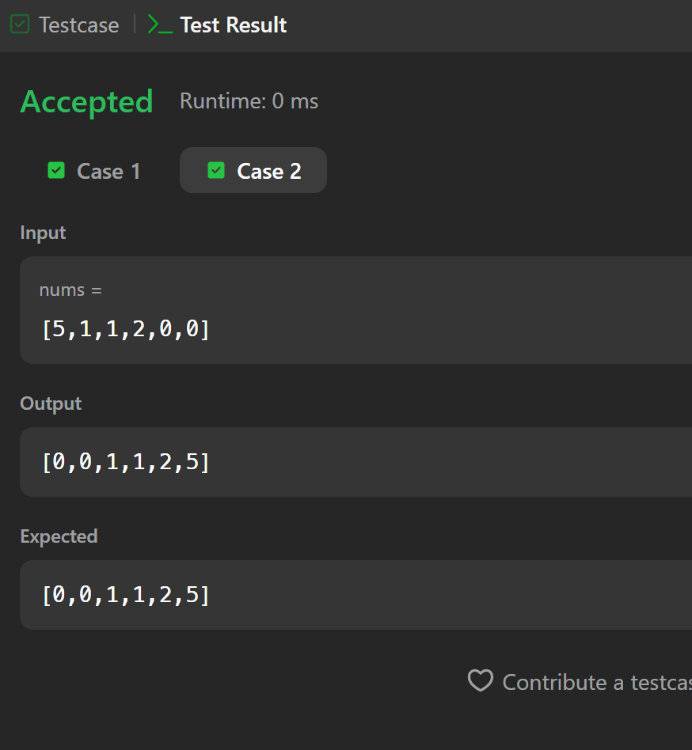 Testcase | Test Result
Accepted Runtime: 0 ms
Case 1 Case 2
Input
nums =
[5,1,1,2,0,0]
Output
[0,0,1,1,2,5]
Expected
[0,0,1,1,2,5]
Contribute a testcas